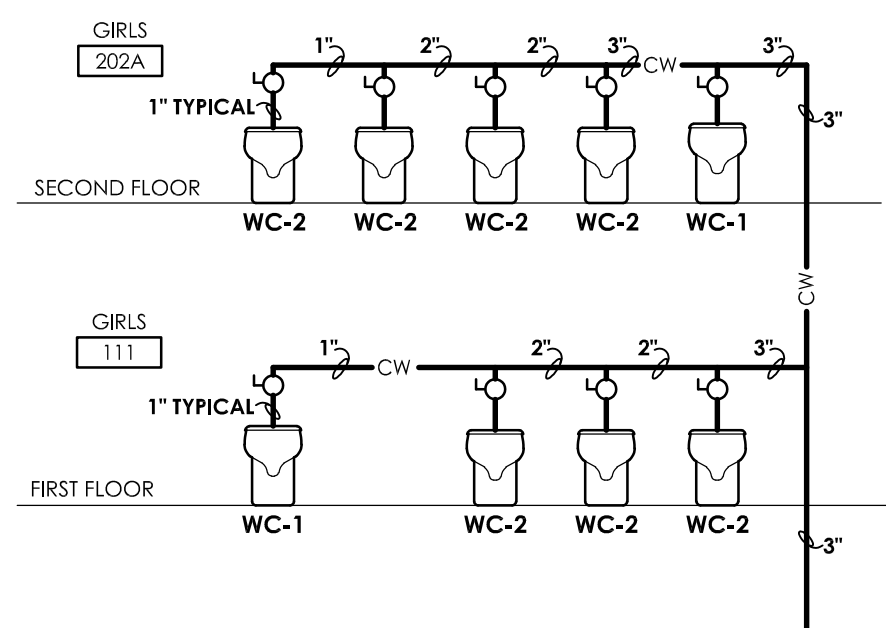 GIRLS
202A
1" 2" 2" 3" CW 3"
1" TYPICAL
3"
SECOND FLOOR
WC-2 WC-2 WC-2 WC-2 WC-1
CW
GIRLS
111
1" CW 2" 2" 3"
1" TYPICAL
FIRST FLOOR
WC-1 WC-2 WC-2 WC-2
3"